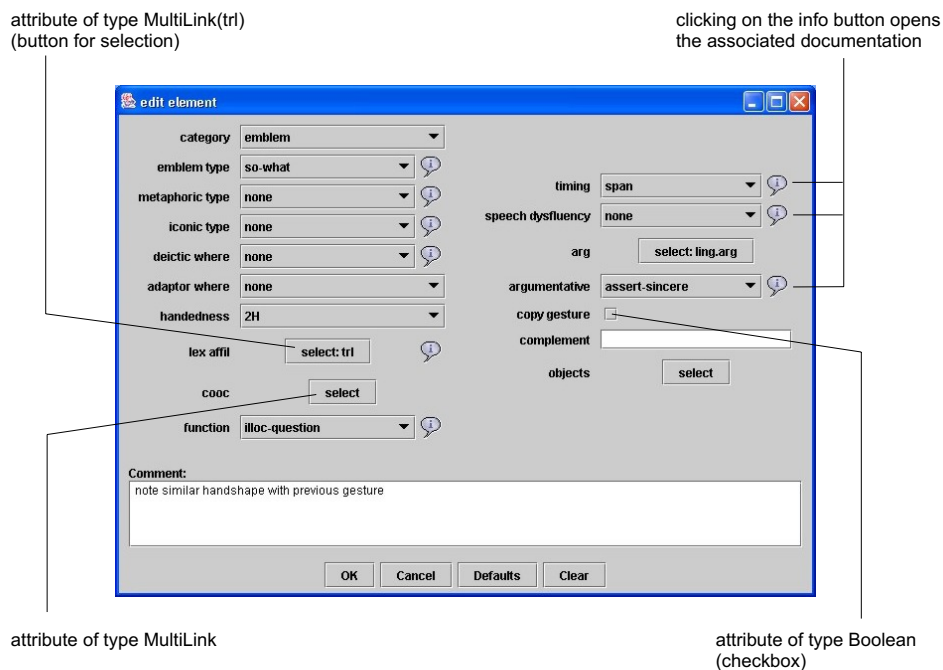 attribute of type MultiLink(trl)
(button for selection)
clicking on the info button opens
the associated documentation
edit element
category emblem
emblem type so-what
metaphoric type none
iconic type none
deictic where none
adaptor where none
handedness 2H
lex affil select: trl
cooc select
function illoc-question
timing span
speech dysfluency none
arg select: ling.arg
argumentative assert-sincere
copy gesture
complement
objects select
Comment:
note similar handshape with previous gesture
OK Cancel Defaults Clear
attribute of type MultiLink
attribute of type Boolean
(checkbox)